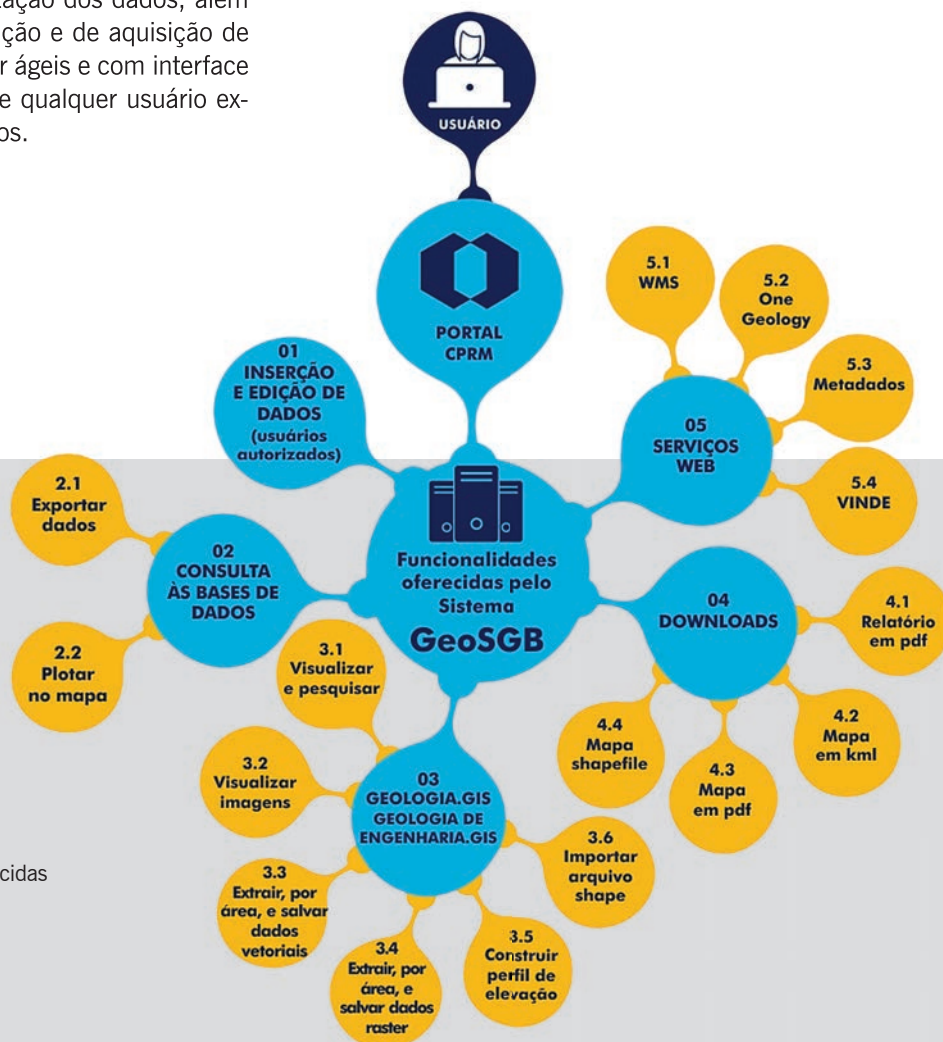 ação dos dados, além
ção e de aquisição de
r ágeis e com interface
e qualquer usuário ex-
os.
USUÁRIO
PORTAL
CPRM
01
INSERÇÃO
E EDIÇÃO DE
DADOS
(usuários
autorizados)
Funcionalidades
oferecidas pelo
Sistema
GeoSGB
02
CONSULTA
ÀS BASES DE
DADOS
2.1
Exportar
dados
2.2
Plotar
no mapa
03
GEOLOGIA.GIS
GEOLOGIA DE
ENGENHARIA.GIS
3.1
Visualizar
e pesquisar
3.2
Visualizar
imagens
3.3
Extrair, por
área, e salvar
dados
vetoriais
3.4
Extrair, por
área, e
salvar dados
raster
3.5
Construir
perfil de
elevação
3.6
Importar
arquivo
shape
04
DOWNLOADS
4.1
Relatório
em pdf
4.2
Mapa
em kml
4.3
Mapa
em pdf
4.4
Mapa
shapefile
05
SERVIÇOS
WEB
5.1
WMS
5.2
One
Geology
5.3
Metadados
5.4
VINDE
cidas